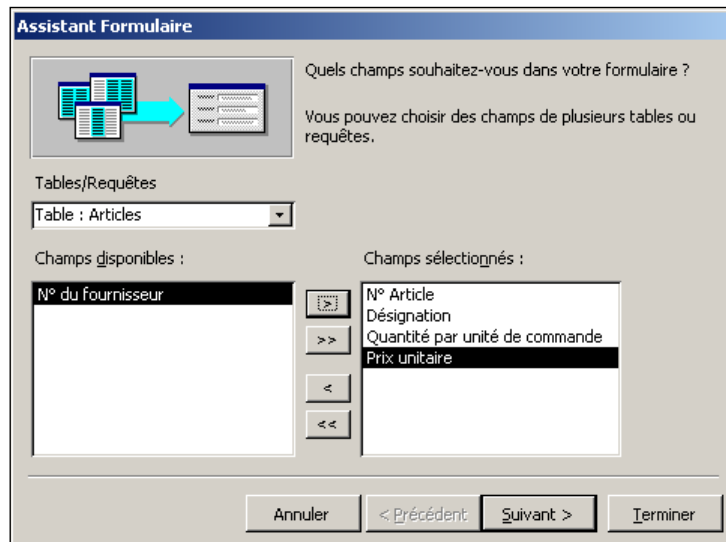 Assistant Formulaire
Quels champs souhaitez-vous dans votre formulaire ?
Vous pouvez choisir des champs de plusieurs tables ou
requêtes.
Tables/Requêtes
Table : Articles
Champs disponibles :
Champs sélectionnés :
N° du fournisseur
>
>>
<
<<
N° Article
Désignation
Quantité par unité de commande
Prix unitaire
Annuler
< Précédent
Suivant >
Terminer